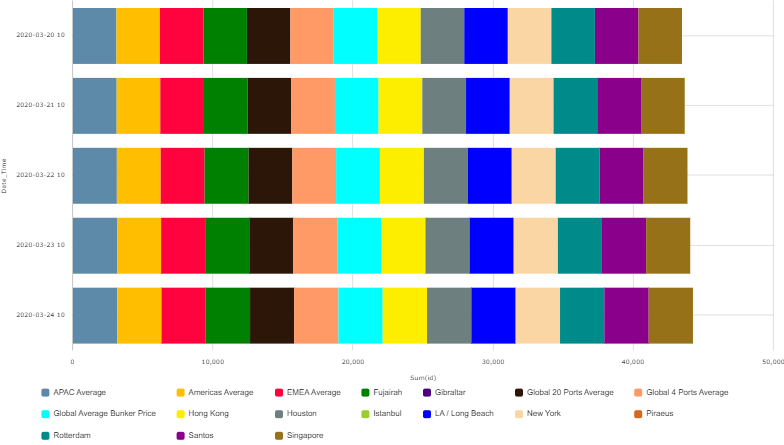 2020-03-20 10
2020-03-21 10
2020-03-22 10
2020-03-23 10
2020-03-24 10
Date_Time
0 10,000 20,000 30,000 40,000 50,000
Sum(id)
APAC Average Americas Average EMEA Average Fujairah Gibraltar Global 20 Ports Average Global 4 Ports Average
Global Average Bunker Price Hong Kong Houston Istanbul LA / Long Beach New York Piraeus
Rotterdam Santos Singapore